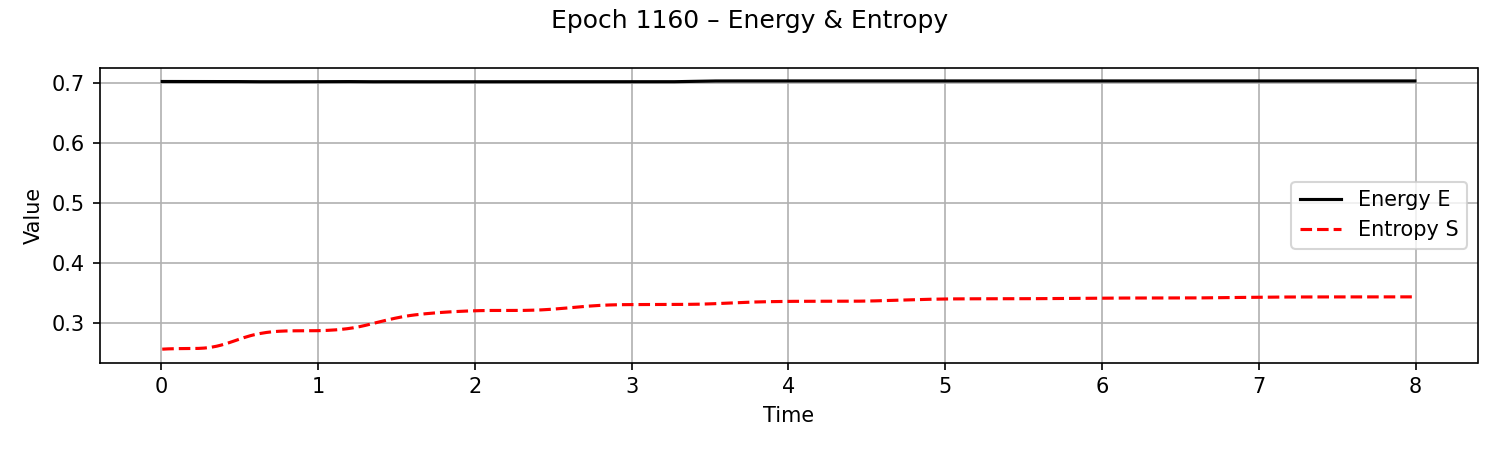 Epoch 1160 – Energy & Entropy
0.7
0.6
0.5
0.4
0.3
Value
Energy E
Entropy S
0 1 2 3 4 5 6 7 8
Time